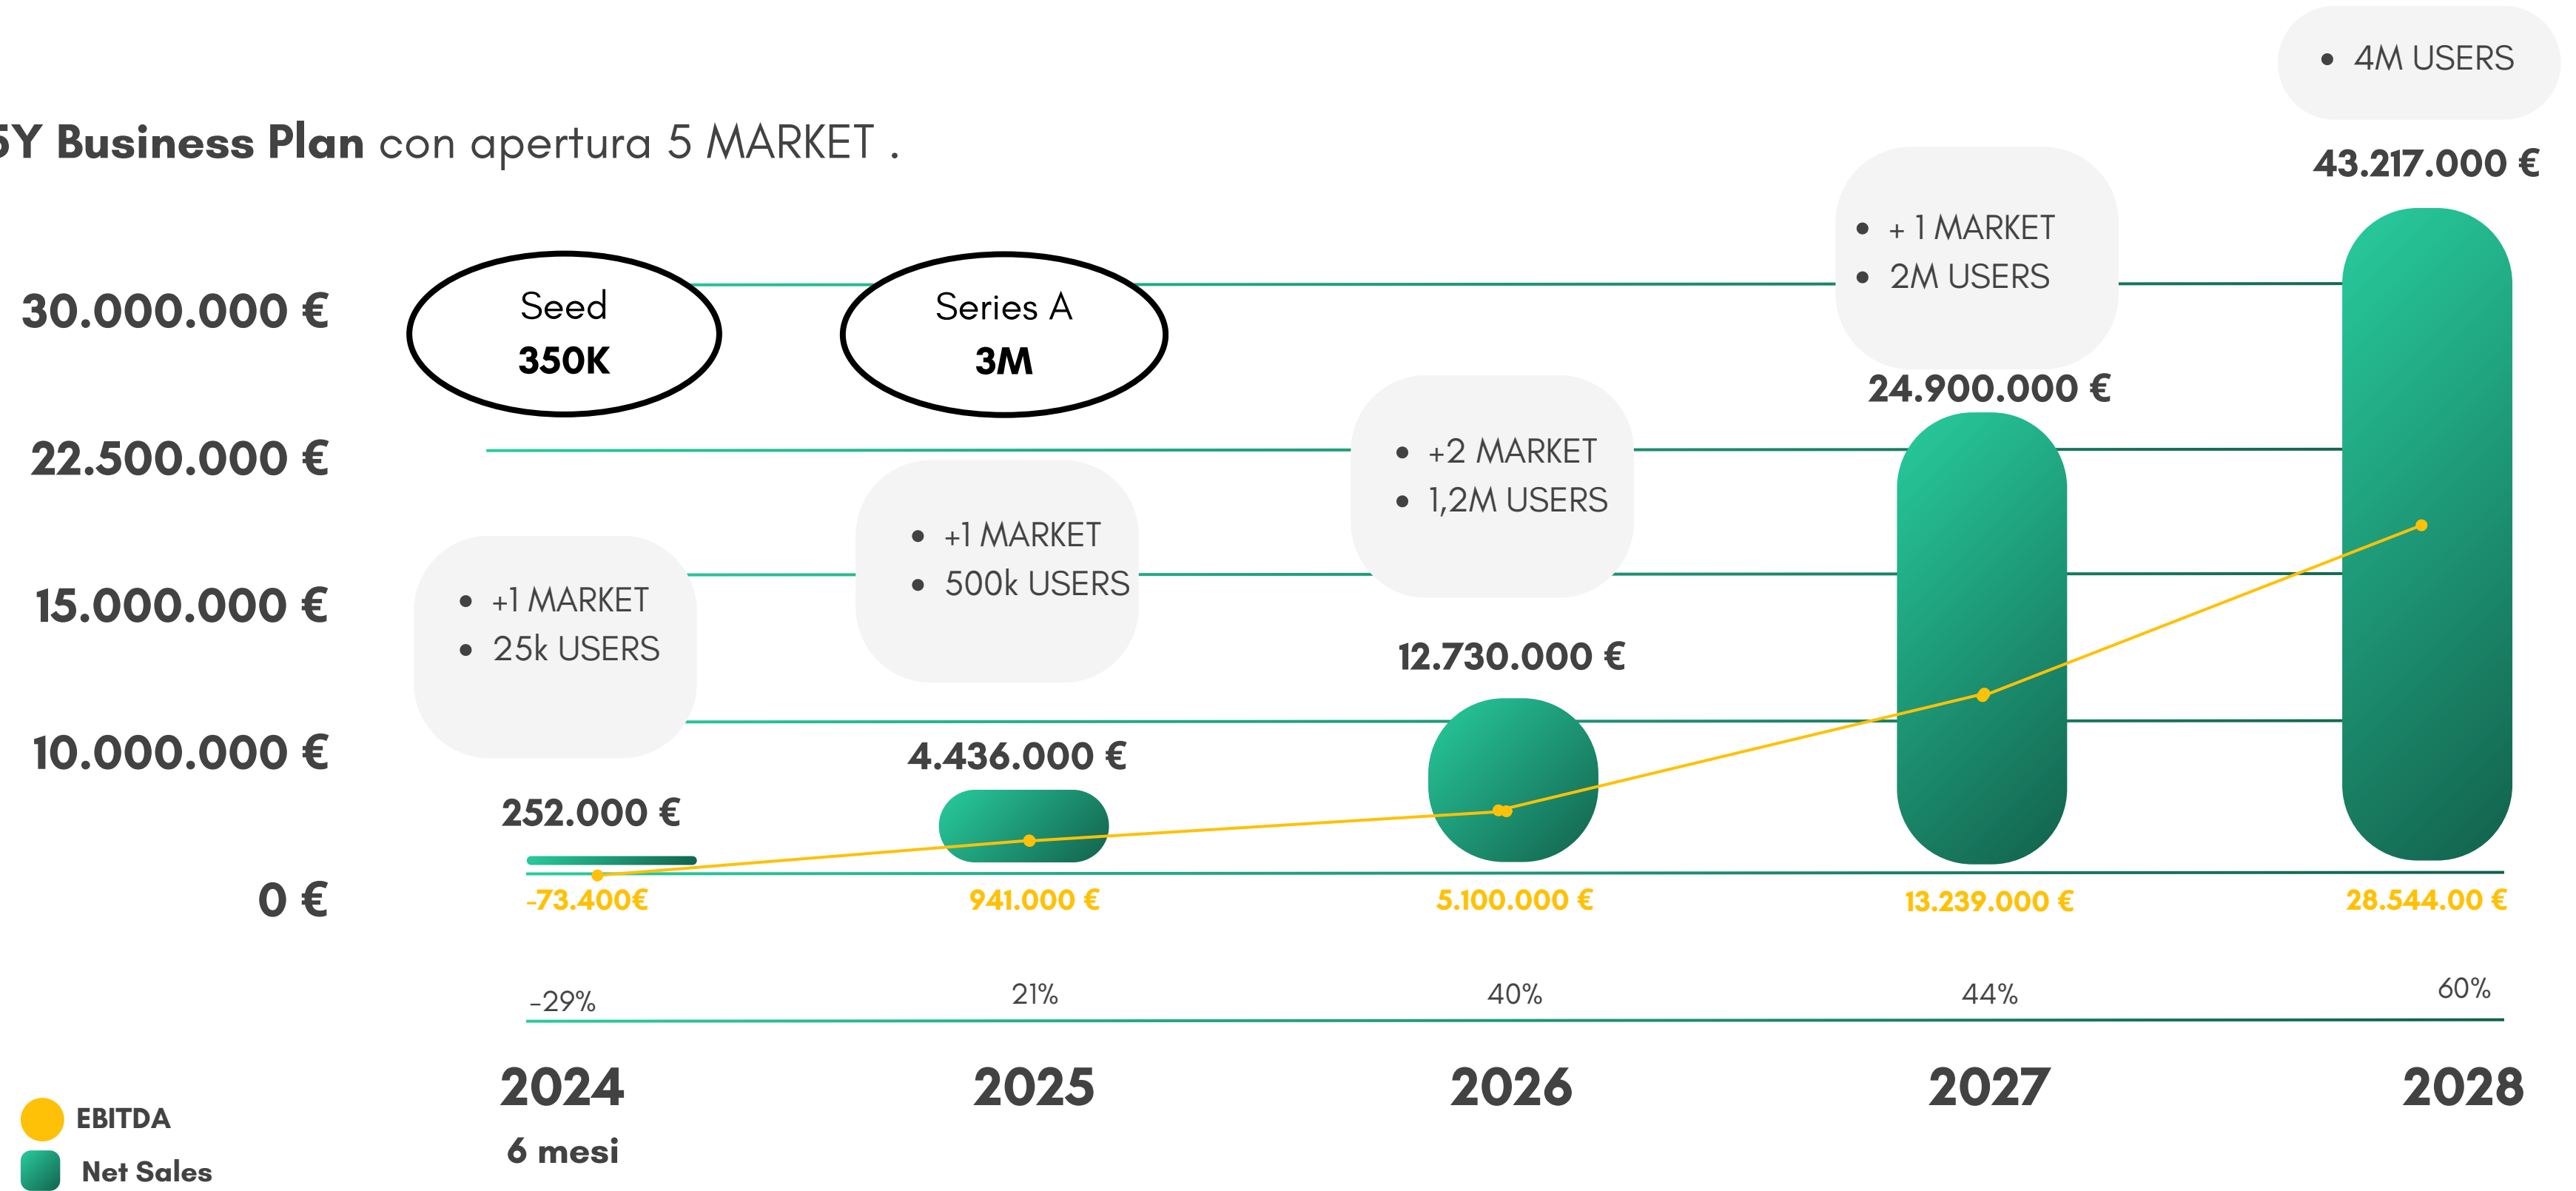 5Y Business Plan con apertura 5 MARKET .
4M USERS
43.217.000 €
+ 1 MARKET
2M USERS
24.900.000 €
30.000.000 €
Seed
350K
Series A
3M
22.500.000 €
+2 MARKET
1,2M USERS
12.730.000 €
15.000.000 €
+1 MARKET
500k USERS
4.436.000 €
+1 MARKET
25k USERS
252.000 €
10.000.000 €
0 €
-73.400€
941.000 €
5.100.000 €
13.239.000 €
28.544.00 €
-29%
21%
40%
44%
60%
2024
2025
2026
2027
2028
6 mesi
EBITDA
Net Sales